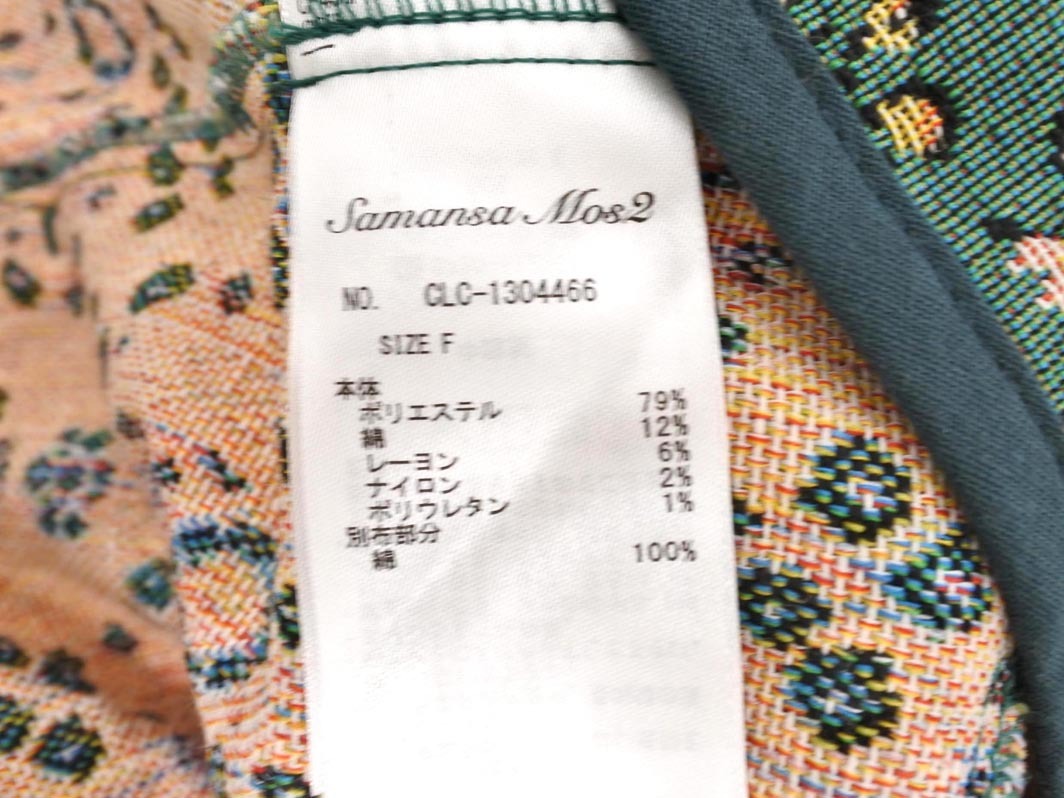 Samansa Mos2
NO. CLC-1304466
SIZE F
本体
ポリエステル 79%
綿 12%
レーヨン 6%
ナイロン 2%
ポリウレタン 1%
別布部分
綿 100%